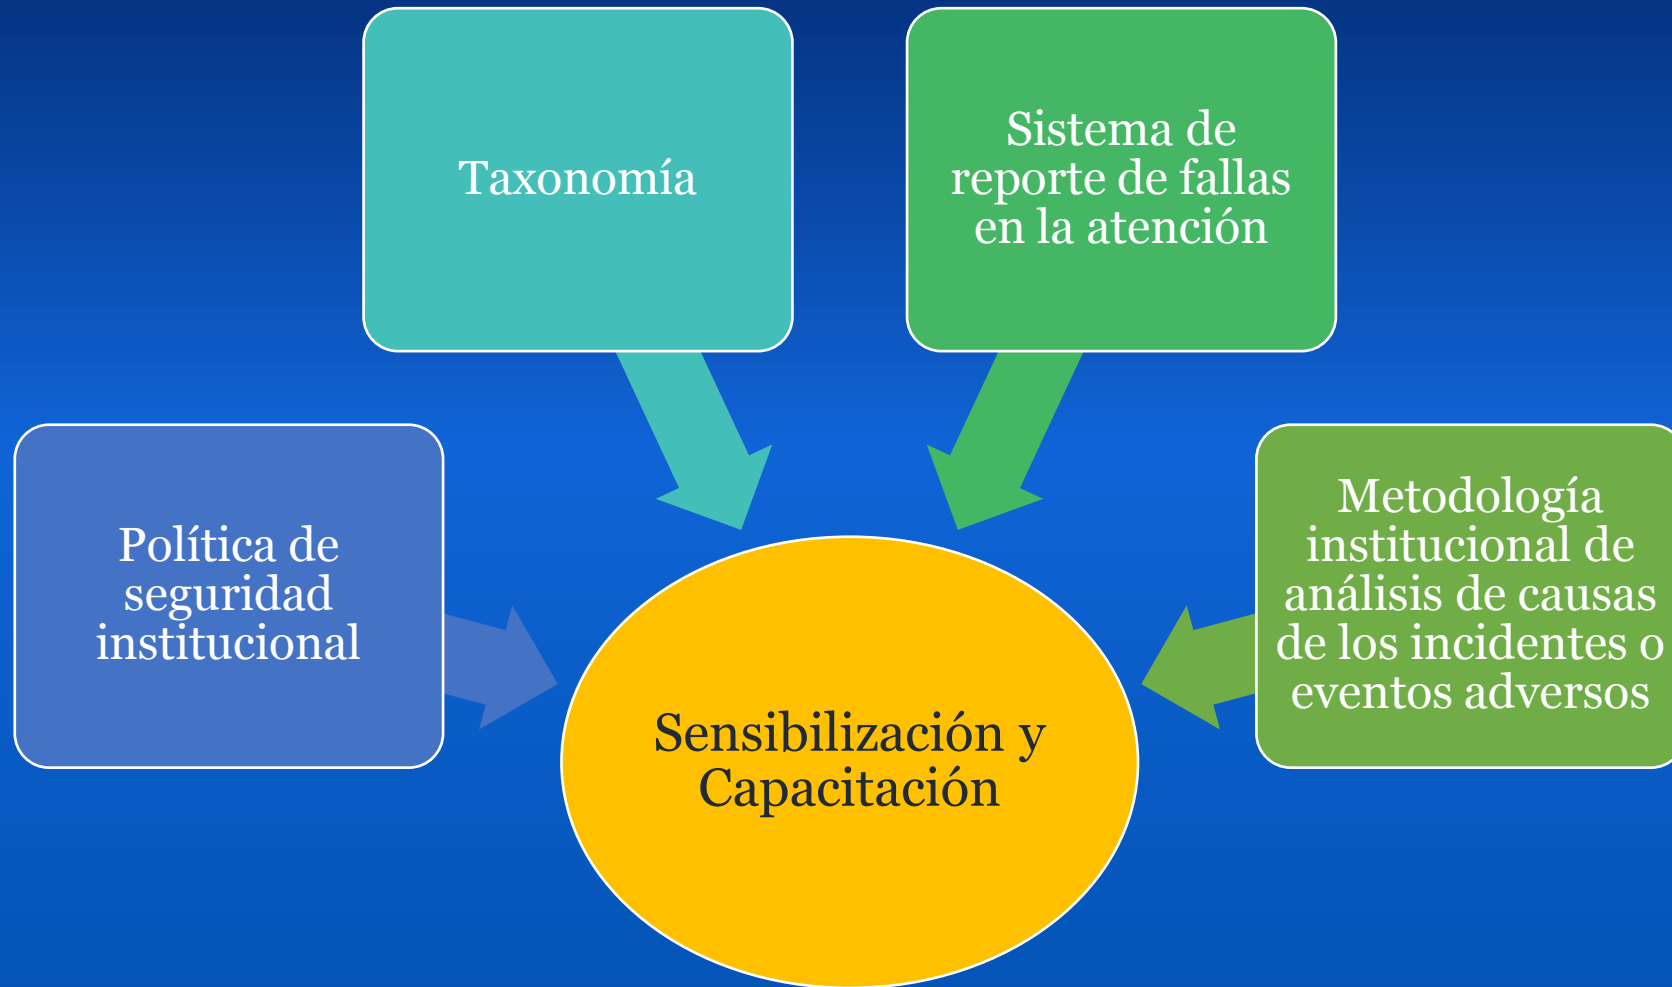 Taxonomía
Sistema de
reporte de fallas
en la atención
Política de
seguridad
institucional
Metodología
institucional de
análisis de causas
de los incidentes o
eventos adversos
Sensibilización y
Capacitación